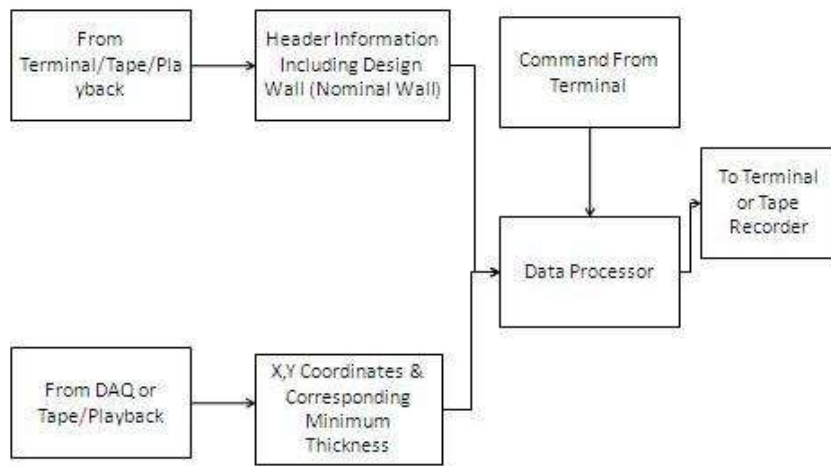 From
Terminal/Tape/Pla
yback
Header Information
Including Design
Wall (Nominal Wall)
Command From
Terminal
To Terminal
or Tape
Recorder
Data Processor
From DAQ or
Tape/Playback
X,Y Coordinates &
Corresponding
Minimum
Thickness